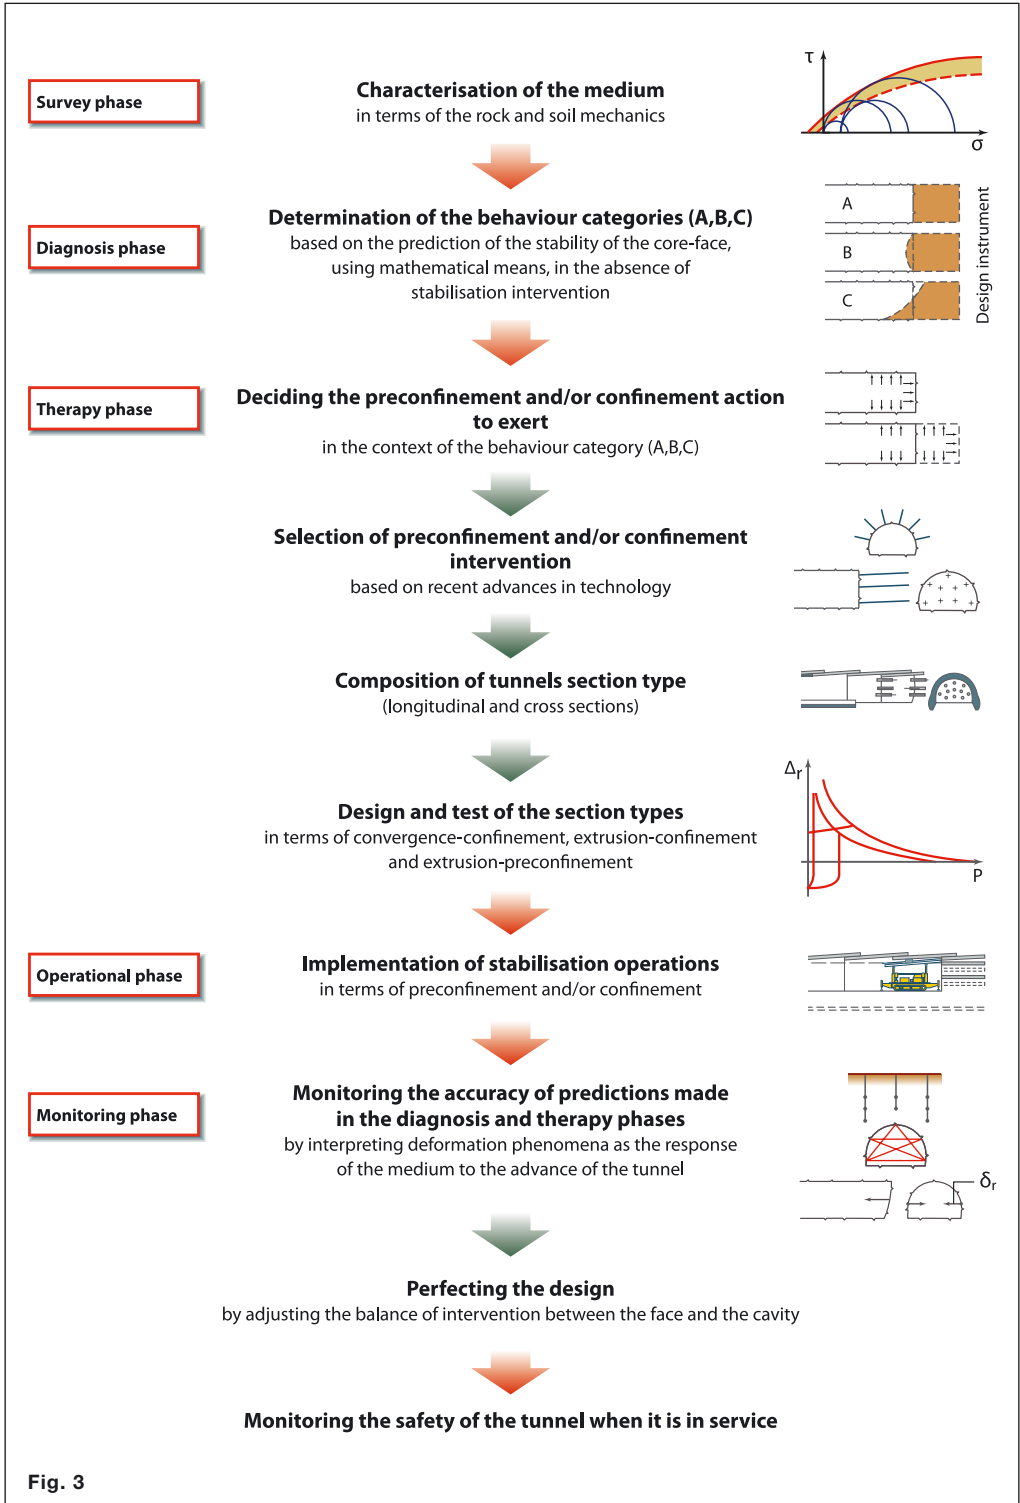 Survey phase
Characterisation of the medium
in terms of the rock and soil mechanics
τ
σ
Diagnosis phase
Determination of the behaviour categories (A,B,C)
based on the prediction of the stability of the core-face,
using mathematical means, in the absence of
stabilisation intervention
A
B
C
Design instrument
Therapy phase
Deciding the preconfinement and/or confinement action
to exert
in the context of the behaviour category (A,B,C)
Selection of preconfinement and/or confinement
intervention
based on recent advances in technology
Composition of tunnels section type
(longitudinal and cross sections)
Design and test of the section types
in terms of convergence-confinement, extrusion-confinement
and extrusion-preconfinement
Δr
P
Operational phase
Implementation of stabilisation operations
in terms of preconfinement and/or confinement
Monitoring phase
Monitoring the accuracy of predictions made
in the diagnosis and therapy phases
by interpreting deformation phenomena as the response
of the medium to the advance of the tunnel
δr
Perfecting the design
by adjusting the balance of intervention between the face and the cavity
Monitoring the safety of the tunnel when it is in service
Fig. 3